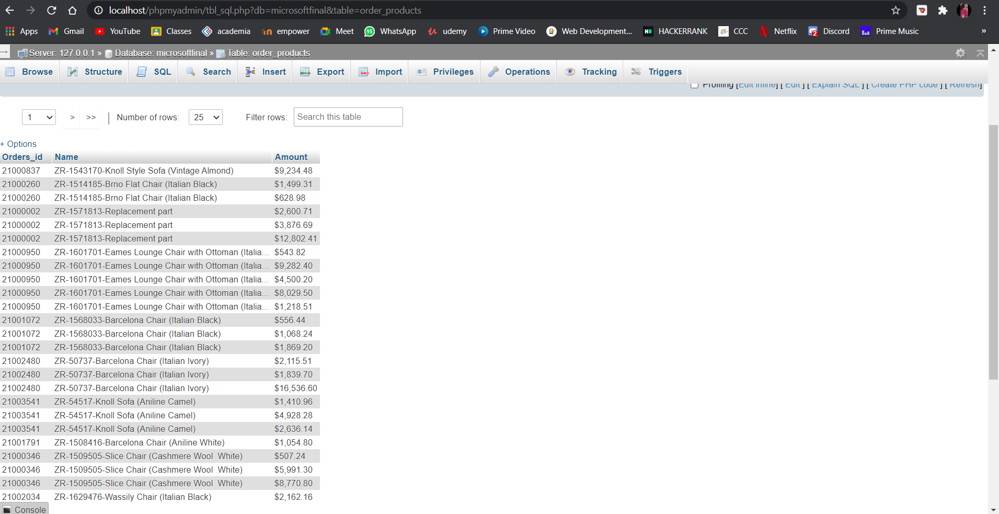 localhost/phpmyadmin/tbl_sql.php?db=microsoftfinal&table=order_products
Apps Gmail YouTube Classes academia empower Meet 95 WhatsApp udemy Prime Video Web Development... HACKERRANK CCC Netflix 2 Discord Prime Music »
Server: 127.0.0.1 » Database: microsoftfinal » Table: order_products
Browse Structure SQL Search Insert Export Import Privileges Operations Tracking Triggers
Profiling [Edit inline] [ Edit ] [ Explain SQL ] [ Create PHP code ] [ Refresh]
1 > >> | Number of rows: 25 Filter rows: Search this table
+ Options
Orders_id Name Amount
21000837 ZR-1543170-Knoll Style Sofa (Vintage Almond) $9,234.48
21000260 ZR-1514185-Brno Flat Chair (Italian Black) $1,499.31
21000260 ZR-1514185-Brno Flat Chair (Italian Black) $628.98
21000002 ZR-1571813-Replacement part $2,600.71
21000002 ZR-1571813-Replacement part $3,876.69
21000002 ZR-1571813-Replacement part $12,802.41
21000950 ZR-1601701-Eames Lounge Chair with Ottoman (Italia... $543.82
21000950 ZR-1601701-Eames Lounge Chair with Ottoman (Italia... $9,282.40
21000950 ZR-1601701-Eames Lounge Chair with Ottoman (Italia... $4,500.20
21000950 ZR-1601701-Eames Lounge Chair with Ottoman (Italia... $8,029.50
21000950 ZR-1601701-Eames Lounge Chair with Ottoman (Italia... $1,218.51
21001072 ZR-1568033-Barcelona Chair (Italian Black) $556.44
21001072 ZR-1568033-Barcelona Chair (Italian Black) $1,068.24
21001072 ZR-1568033-Barcelona Chair (Italian Black) $1,869.20
21002480 ZR-50737-Barcelona Chair (Italian Ivory) $2,115.51
21002480 ZR-50737-Barcelona Chair (Italian Ivory) $1,839.70
21002480 ZR-50737-Barcelona Chair (Italian Ivory) $16,536.60
21003541 ZR-54517-Knoll Sofa (Aniline Camel) $1,410.96
21003541 ZR-54517-Knoll Sofa (Aniline Camel) $4,928.28
21003541 ZR-54517-Knoll Sofa (Aniline Camel) $2,636.14
21001791 ZR-1508416-Barcelona Chair (Aniline White) $1,054.80
21000346 ZR-1509505-Slice Chair (Cashmere Wool  White) $507.24
21000346 ZR-1509505-Slice Chair (Cashmere Wool  White) $5,991.30
21000346 ZR-1509505-Slice Chair (Cashmere Wool  White) $8,770.80
21002034 ZR-1629476-Wassily Chair (Italian Black) $2,162.16
Console